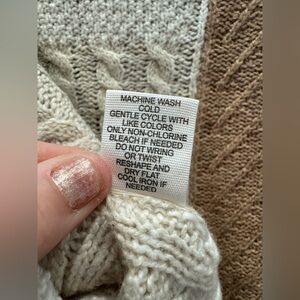 MACHINE WASH
COLD
GENTLE CYCLE WITH
LIKE COLORS
ONLY NON-CHLORINE
BLEACH IF NEEDED
DO NOT WRING
OR TWIST
RESHAPE AND
DRY FLAT
COOL IRON IF
NEEDED